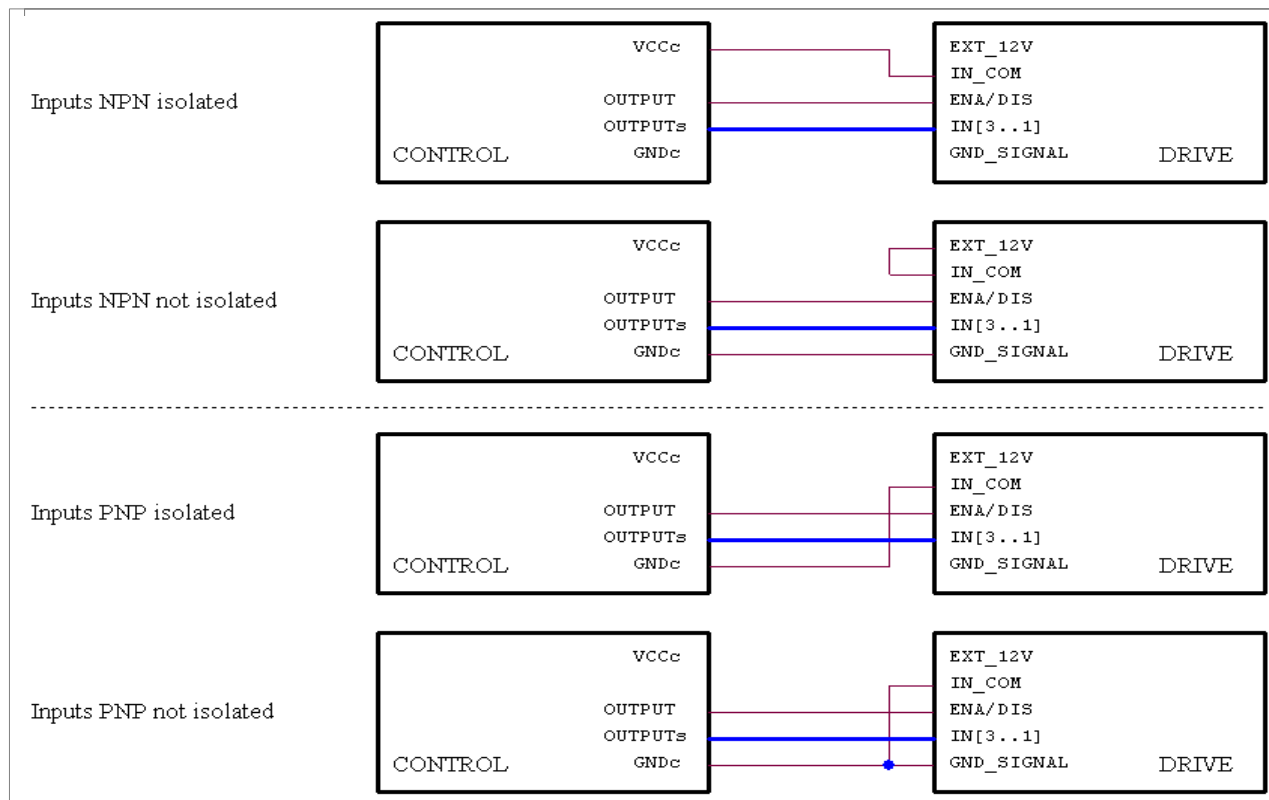 VCCc EXT_12V
IN_COM
Inputs NPN isolated OUTPUT ENA/DIS
OUTPUTs IN[3..1]
CONTROL GNDc GND_SIGNAL DRIVE
VCCc EXT_12V
IN_COM
Inputs NPN not isolated OUTPUT ENA/DIS
OUTPUTs IN[3..1]
CONTROL GNDc GND_SIGNAL DRIVE
VCCc EXT_12V
IN_COM
Inputs PNP isolated OUTPUT ENA/DIS
OUTPUTs IN[3..1]
CONTROL GNDc GND_SIGNAL DRIVE
VCCc EXT_12V
IN_COM
Inputs PNP not isolated OUTPUT ENA/DIS
OUTPUTs IN[3..1]
CONTROL GNDc GND_SIGNAL DRIVE